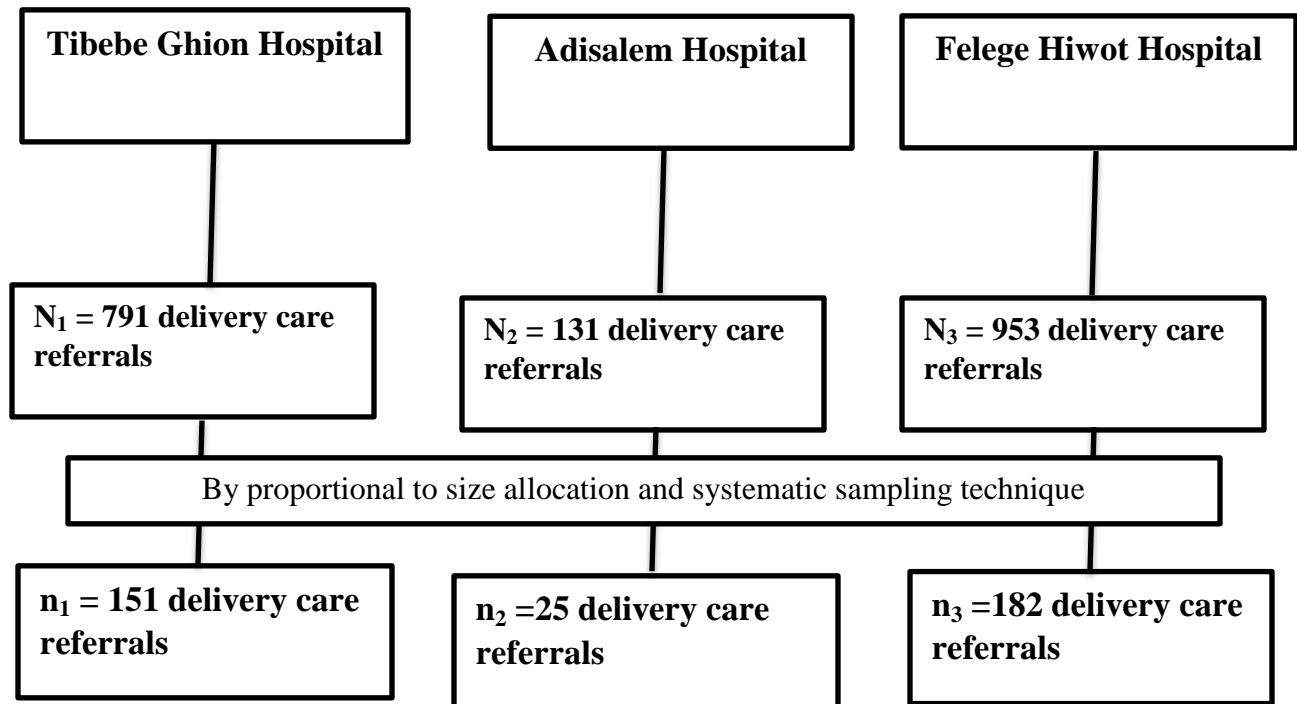 Tibebe Ghion Hospital
Adisalem Hospital
Felege Hiwot Hospital
N₁ = 791 delivery care
referrals
N₂ = 131 delivery care
referrals
N₃ = 953 delivery care
referrals
By proportional to size allocation and systematic sampling technique
n₁ = 151 delivery care
referrals
n₂ =25 delivery care
referrals
n₃ =182 delivery care
referrals